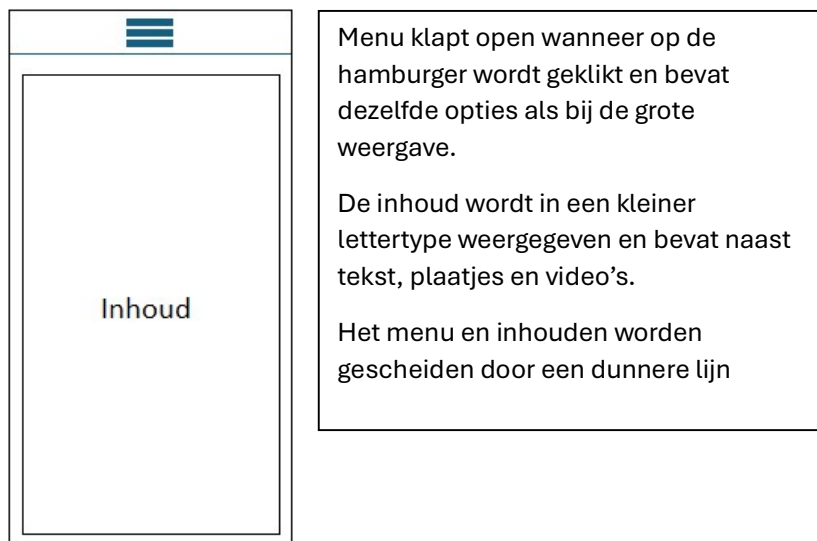 Inhoud
Menu klapt open wanneer op de
hamburger wordt geklikt en bevat
dezelfde opties als bij de grote
weergave.
De inhoud wordt in een kleiner
lettertype weergegeven en bevat naast
tekst, plaatjes en video’s.
Het menu en inhouden worden
gescheiden door een dunnere lijn